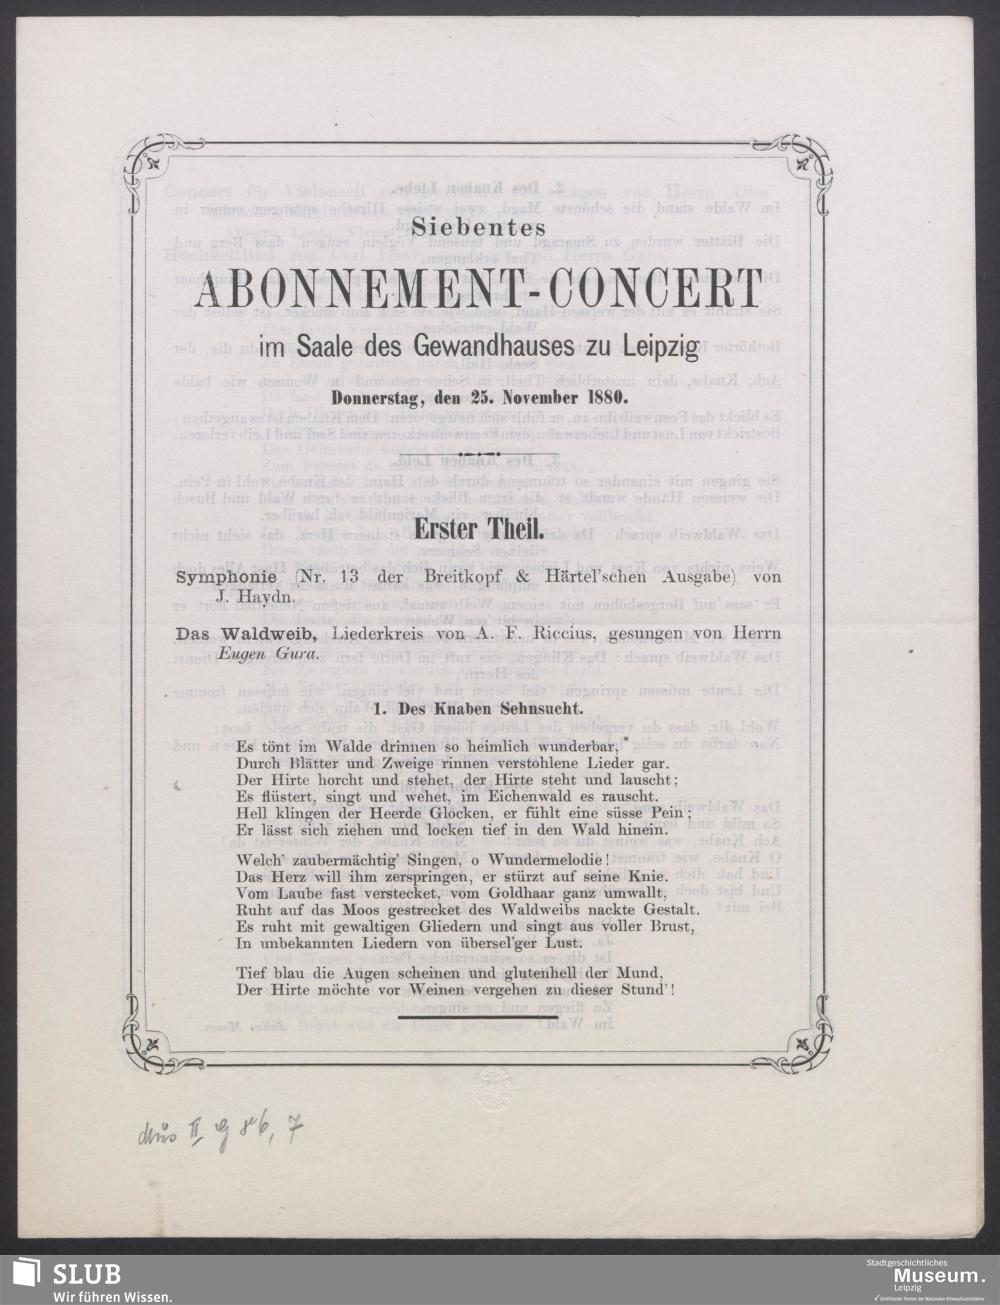 Siebentes
ABONNEMENT-CONCERT
im Saale des Gewandhauses zu Leipzig
Donnerstag, den 25. November 1880.
Erster Theil.
Symphonie (Nr. 13 der Breitkopf & Härtel'schen Ausgabe) von
J. Haydn.
Das Waldweib, Liederkreis von A. F. Riccius, gesungen von Herrn
Eugen Gura.
1. Des Knaben Sehnsucht.
Es tönt im Walde drinnen so heimlich wunderbar,
Durch Blätter und Zweige rinnen verstohlene Lieder gar.
Der Hirte horcht und stehet, der Hirte steht und lauscht;
Es flüstert, singt und wehet, im Eichenwald es rauscht.
Hell klingen der Heerde Glocken, er fühlt eine süsse Pein;
Er lässt sich ziehen und locken tief in den Wald hinein.
Welch' zaubermächtig' Singen, o Wundermelodie!
Das Herz will ihm zerspringen, er stürzt auf seine Knie.
Vom Laube fast verstecket, vom Goldhaar ganz umwallt,
Ruht auf das Moos gestrecket des Waldweibs nackte Gestalt.
Es ruht mit gewaltigen Gliedern und singt aus voller Brust,
In unbekannten Liedern von übersel'ger Lust.
Tief blau die Augen scheinen und glutenhell der Mund,
Der Hirte möchte vor Weinen vergehen zu dieser Stund'!
II
SLUB
Wir führen Wissen.
Stadtgeschichtliches
Museum.
Leipzig
Zertifizierter Partner der Nationalen Klimaschutzinitiative